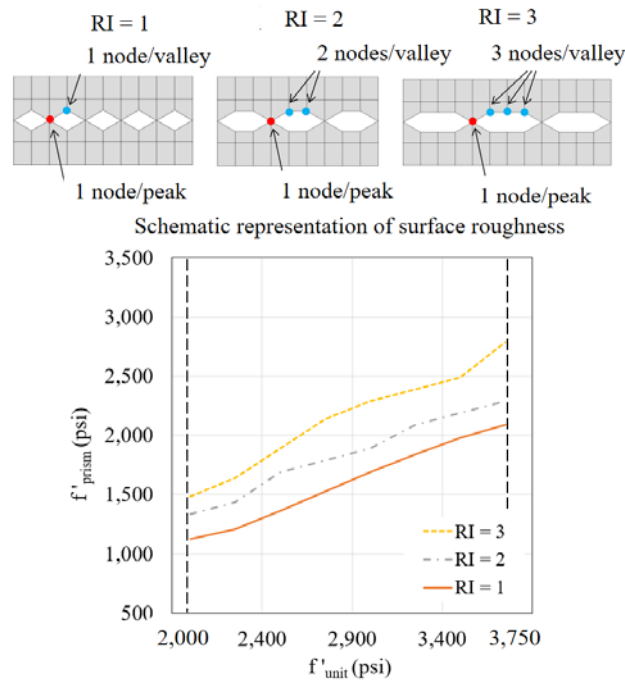 RI = 1
RI = 2
RI = 3
1 node/valley
2 nodes/valley
3 nodes/valley
1 node/peak
1 node/peak
1 node/peak
Schematic representation of surface roughness
3,500
3,000
2,500
2,000
1,500
1,000
500
f'prism (psi)
RI = 3
RI = 2
RI = 1
2,000
2,400
2,900
3,400
3,750
f'unit (psi)